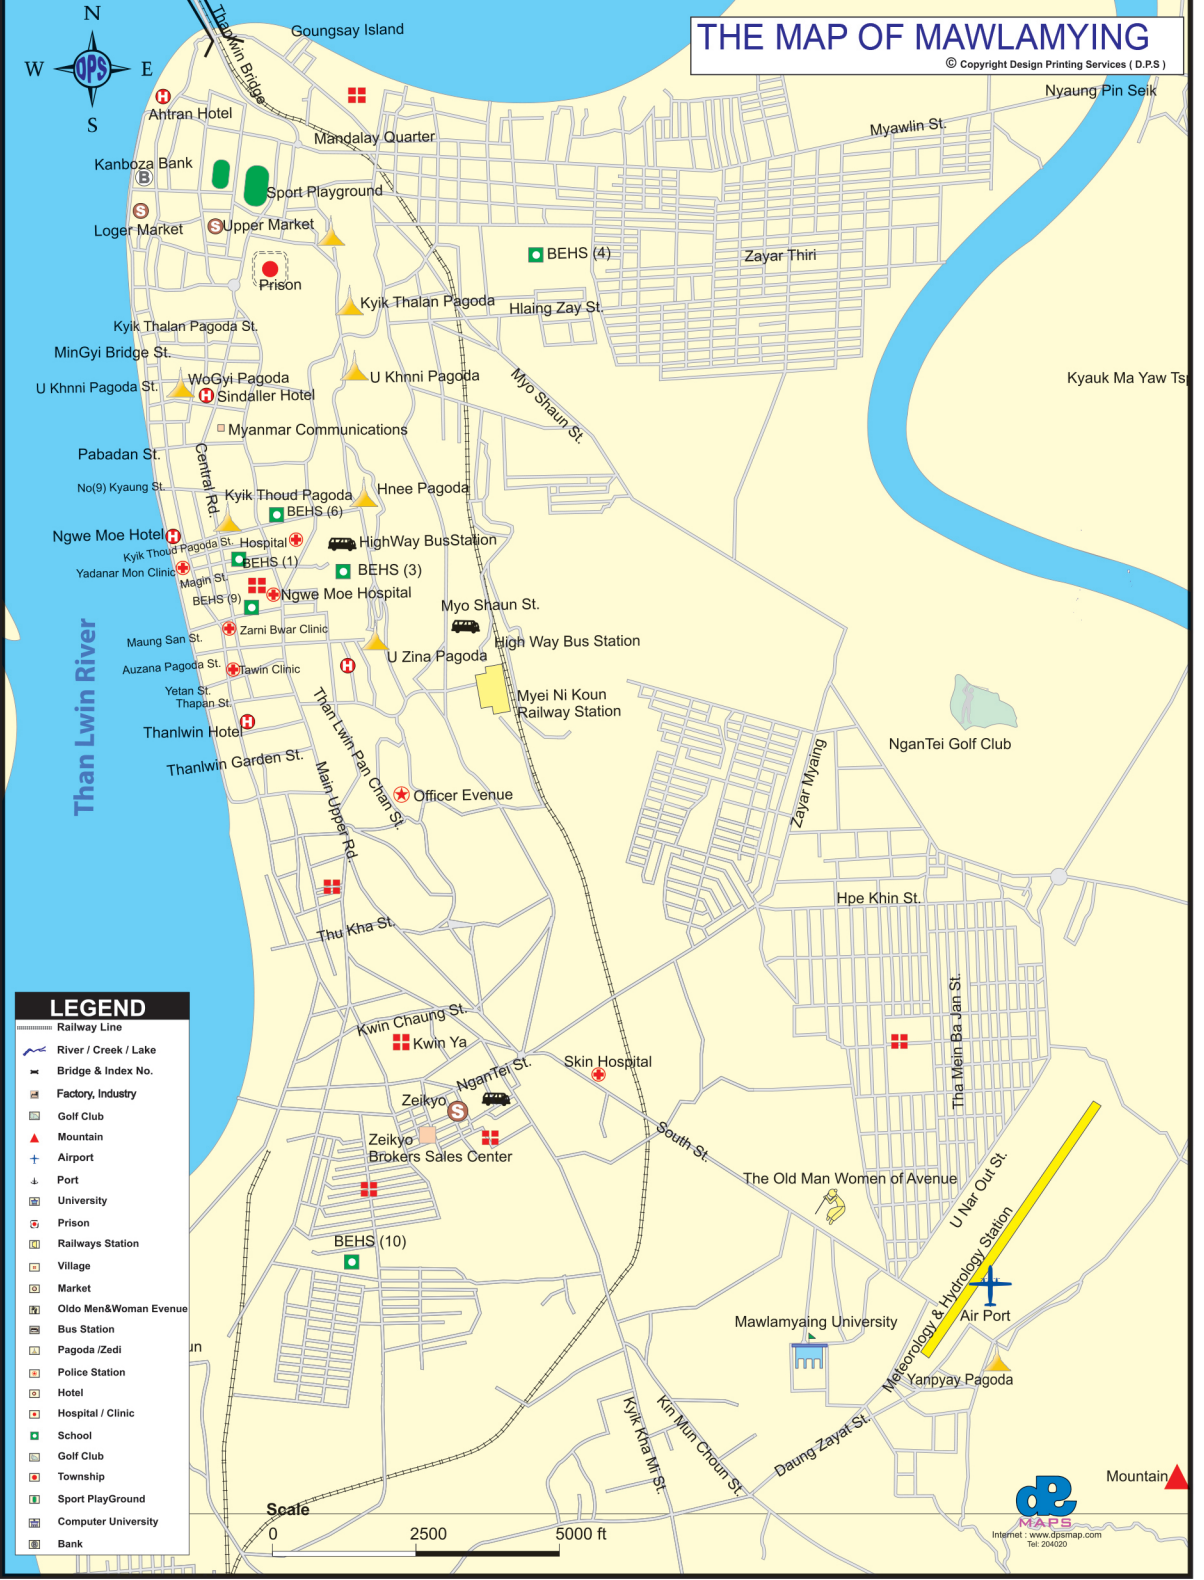 N
W
DPS
E
S
Goungsay Island
THE MAP OF MAWLAMYING
© Copyright Design Printing Services ( D.P.S )
Thanlwin Bridge
Nyaung Pin Seik
Ahtran Hotel
Mandalay Quarter
Myawlin St.
Kanboza Bank
B
Sport Playground
Loger Market
Upper Market
BEHS (4)
Zayar Thiri
Prison
Kyik Thalan Pagoda
Hlaing Zay St.
Kyik Thalan Pagoda St.
MinGyi Bridge St.
U Khnni Pagoda St.
WoGyi Pagoda
U Khnni Pagoda
Kyauk Ma Yaw Tsp
Sindaller Hotel
Myo Shaun St.
Myanmar Communications
Pabadan St.
Central Rd.
No(9) Kyaung St.
Kyik Thoud Pagoda
Hnee Pagoda
BEHS (6)
Ngwe Moe Hotel
Kyik Thoud Pagoda St.
Hospital
HighWay BusStation
Yadanar Mon Clinic
BEHS (1)
BEHS (3)
Magin St.
Ngwe Moe Hospital
BEHS (9)
Myo Shaun St.
Zarni Bwar Clinic
Maung San St.
High Way Bus Station
U Zina Pagoda
Auzana Pagoda St.
Tawin Clinic
Yetan St.
Thapan St.
Myei Ni Koun
Railway Station
Than Lwin River
Thanlwin Hotel
Than Lwin Pan Chan St.
NganTei Golf Club
Thanlwin Garden St.
Main Upper Rd.
Zayar Myaing
Officer Evenue
Hpe Khin St.
Thu Kha St.
Tha Mein Ba Jan St.
Kwin Chaung St.
Kwin Ya
NganTei St.
Skin Hospital
Zeikyo
S
Zeikyo
Brokers Sales Center
South St.
The Old Man Women of Avenue
U Nar Out St.
BEHS (10)
Meteorology & Hydrology Station
Air Port
Mawlamyaing University
Yanpyay Pagoda
un
Kyik Kha Mi St.
Kin Mun Choun St.
Daung Zayat St.
Mountain
LEGEND
Railway Line
River / Creek / Lake
Bridge & Index No.
Factory, Industry
Golf Club
Mountain
Airport
Port
University
Prison
Railways Station
Village
Market
Oldo Men&Woman Evenue
Bus Station
Pagoda /Zedi
Police Station
Hotel
Hospital / Clinic
School
Golf Club
Township
Sport PlayGround
Computer University
Bank
Scale
0
2500
5000 ft
MAPS
Internet : www.dpsmap.com
Tel: 204020